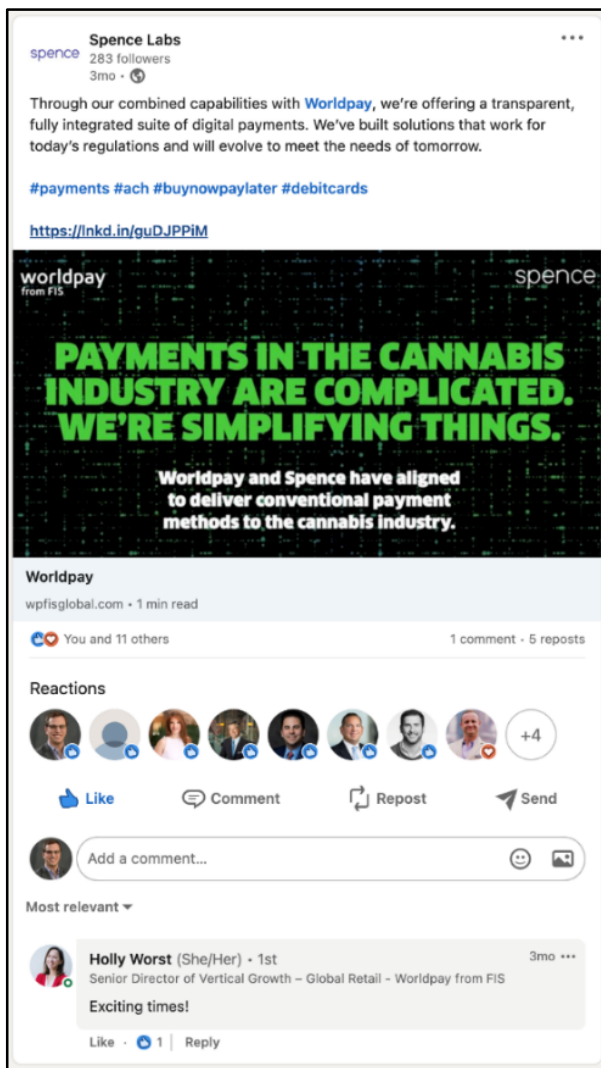 spence
Spence Labs
283 followers
3mo •
Through our combined capabilities with Worldpay, we're offering a transparent,
fully integrated suite of digital payments. We've built solutions that work for
today's regulations and will evolve to meet the needs of tomorrow.
#payments #ach #buynowpaylater #debitcards
https://lnkd.in/guDJPPiM
worldpay
from FIS
spence
PAYMENTS IN THE CANNABIS
INDUSTRY ARE COMPLICATED.
WE'RE SIMPLIFYING THINGS.
Worldpay and Spence have aligned
to deliver conventional payment
methods to the cannabis industry.
Worldpay
wpfisglobal.com • 1 min read
You and 11 others
1 comment · 5 reposts
Reactions
+4
Like
Comment
Repost
Send
Add a comment...
Most relevant
Holly Worst (She/Her) • 1st
3mo
Senior Director of Vertical Growth – Global Retail - Worldpay from FIS
Exciting times!
Like · 1 | Reply